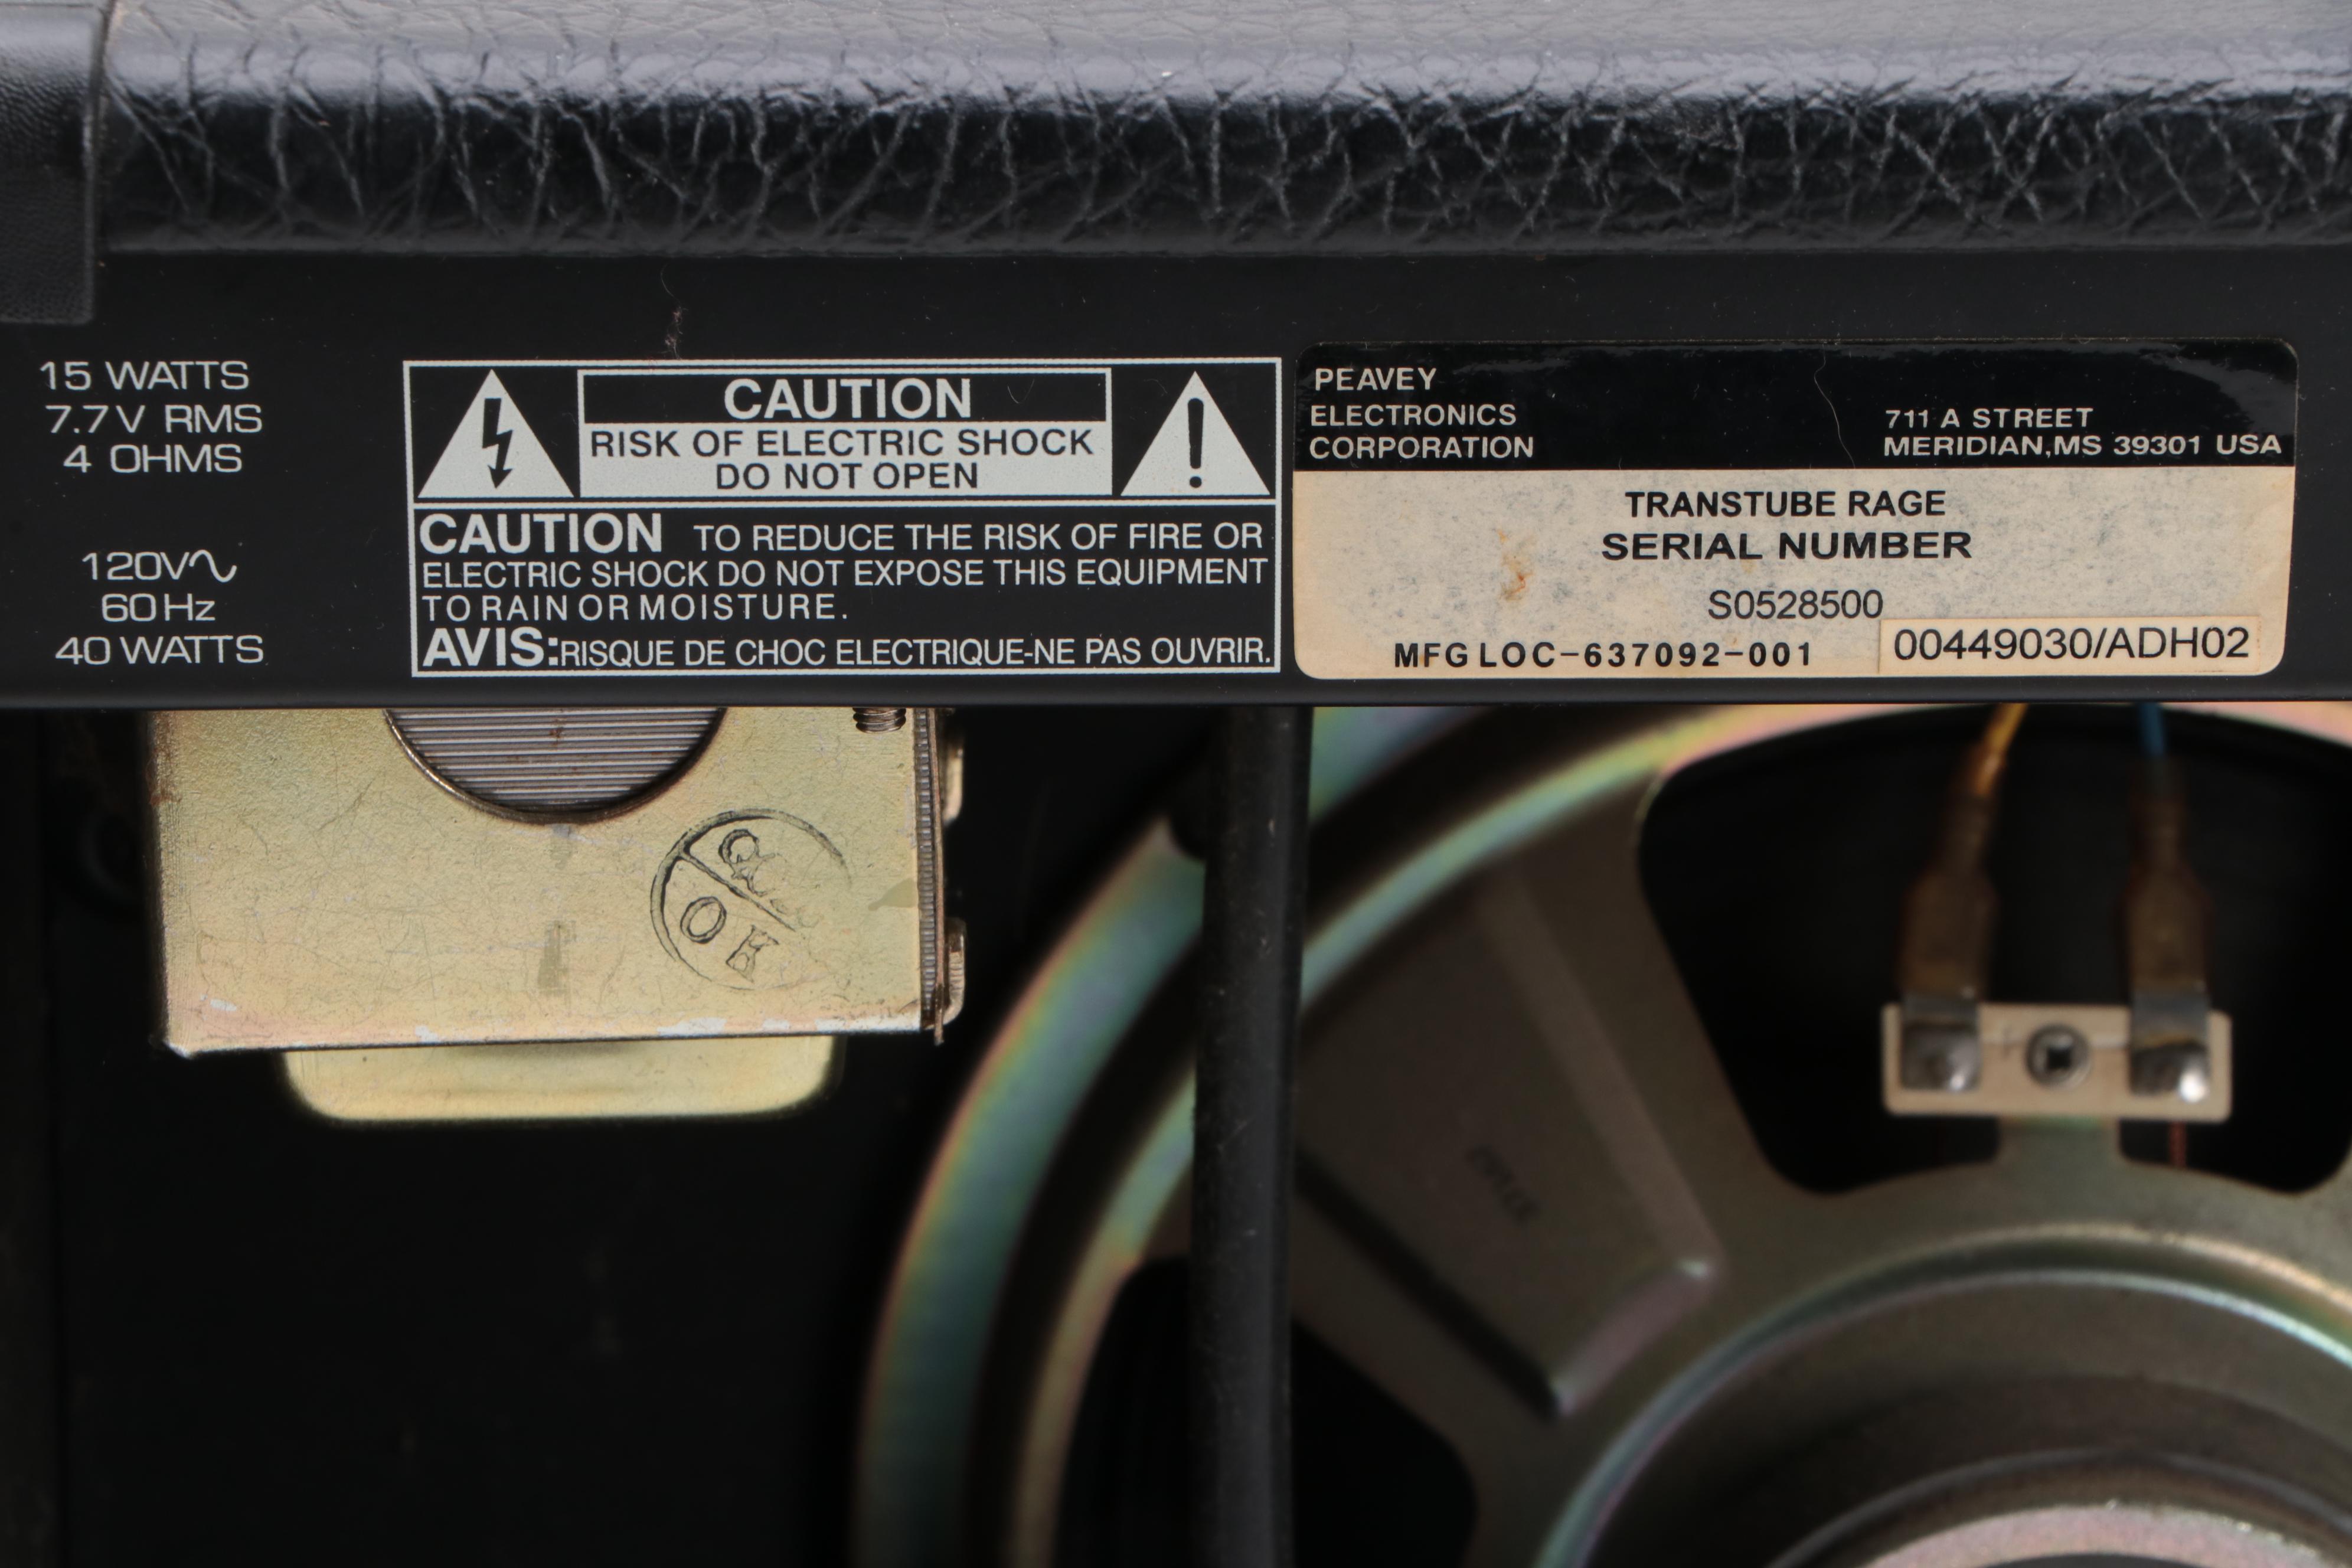 15 WATTS
7.7V RMS
4 OHMS
120V∿
60Hz
40 WATTS
CAUTION
RISK OF ELECTRIC SHOCK
DO NOT OPEN
CAUTION TO REDUCE THE RISK OF FIRE OR
ELECTRIC SHOCK DO NOT EXPOSE THIS EQUIPMENT
TO RAIN OR MOISTURE.
AVIS:RISQUE DE CHOC ELECTRIQUE-NE PAS OUVRIR.
PEAVEY
ELECTRONICS
CORPORATION
711 A STREET
MERIDIAN,MS 39301 USA
TRANSTUBE RAGE
SERIAL NUMBER
S0528500
MFG LOC-637092-001
00449030/ADH02